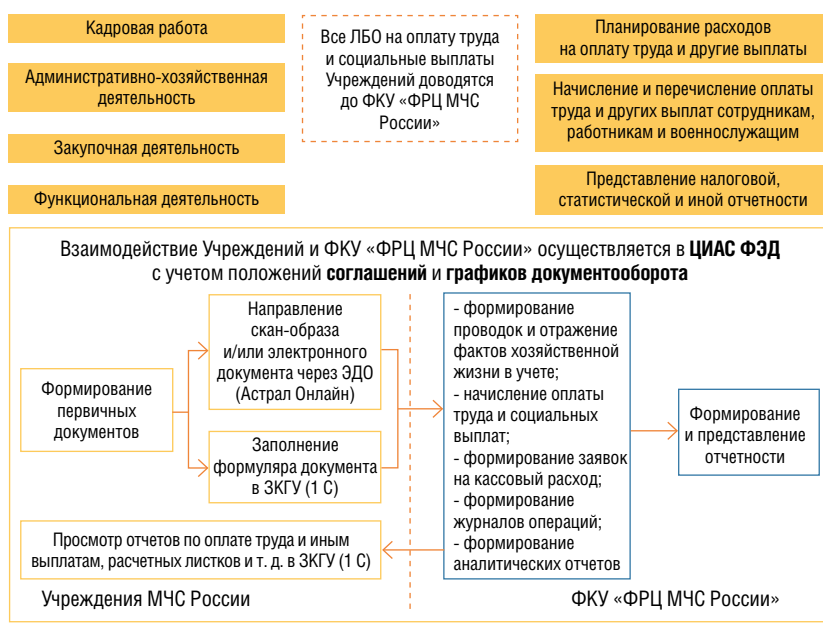 Кадровая работа
Административно-хозяйственная
деятельность
Закупочная деятельность
Функциональная деятельность
Все ЛБО на оплату труда
и социальные выплаты
Учреждений доводятся
до ФКУ «ФРЦ МЧС
России»
Планирование расходов
на оплату труда и другие выплаты
Начисление и перечисление оплаты
труда и других выплат сотрудникам,
работникам и военнослужащим
Представление налоговой,
статистической и иной отчетности
Взаимодействие Учреждений и ФКУ «ФРЦ МЧС России» осуществляется в ЦИАС ФЭД
с учетом положений соглашений и графиков документооборота
Формирование
первичных
документов
Направление
скан-образа
и/или электронного
документа через ЭДО
(Астрал Онлайн)
Заполнение
формуляра документа
в ЗКГУ (1 С)
Просмотр отчетов по оплате труда и иным
выплатам, расчетных листков и т. д. в ЗКГУ (1 С)
- формирование
проводок и отражение
фактов хозяйственной
жизни в учете;
- начисление оплаты
труда и социальных
выплат;
- формирование заявок
на кассовый расход;
- формирование
журналов операций;
- формирование
аналитических отчетов
Формирование
и представление
отчетности
Учреждения МЧС России
ФКУ «ФРЦ МЧС России»